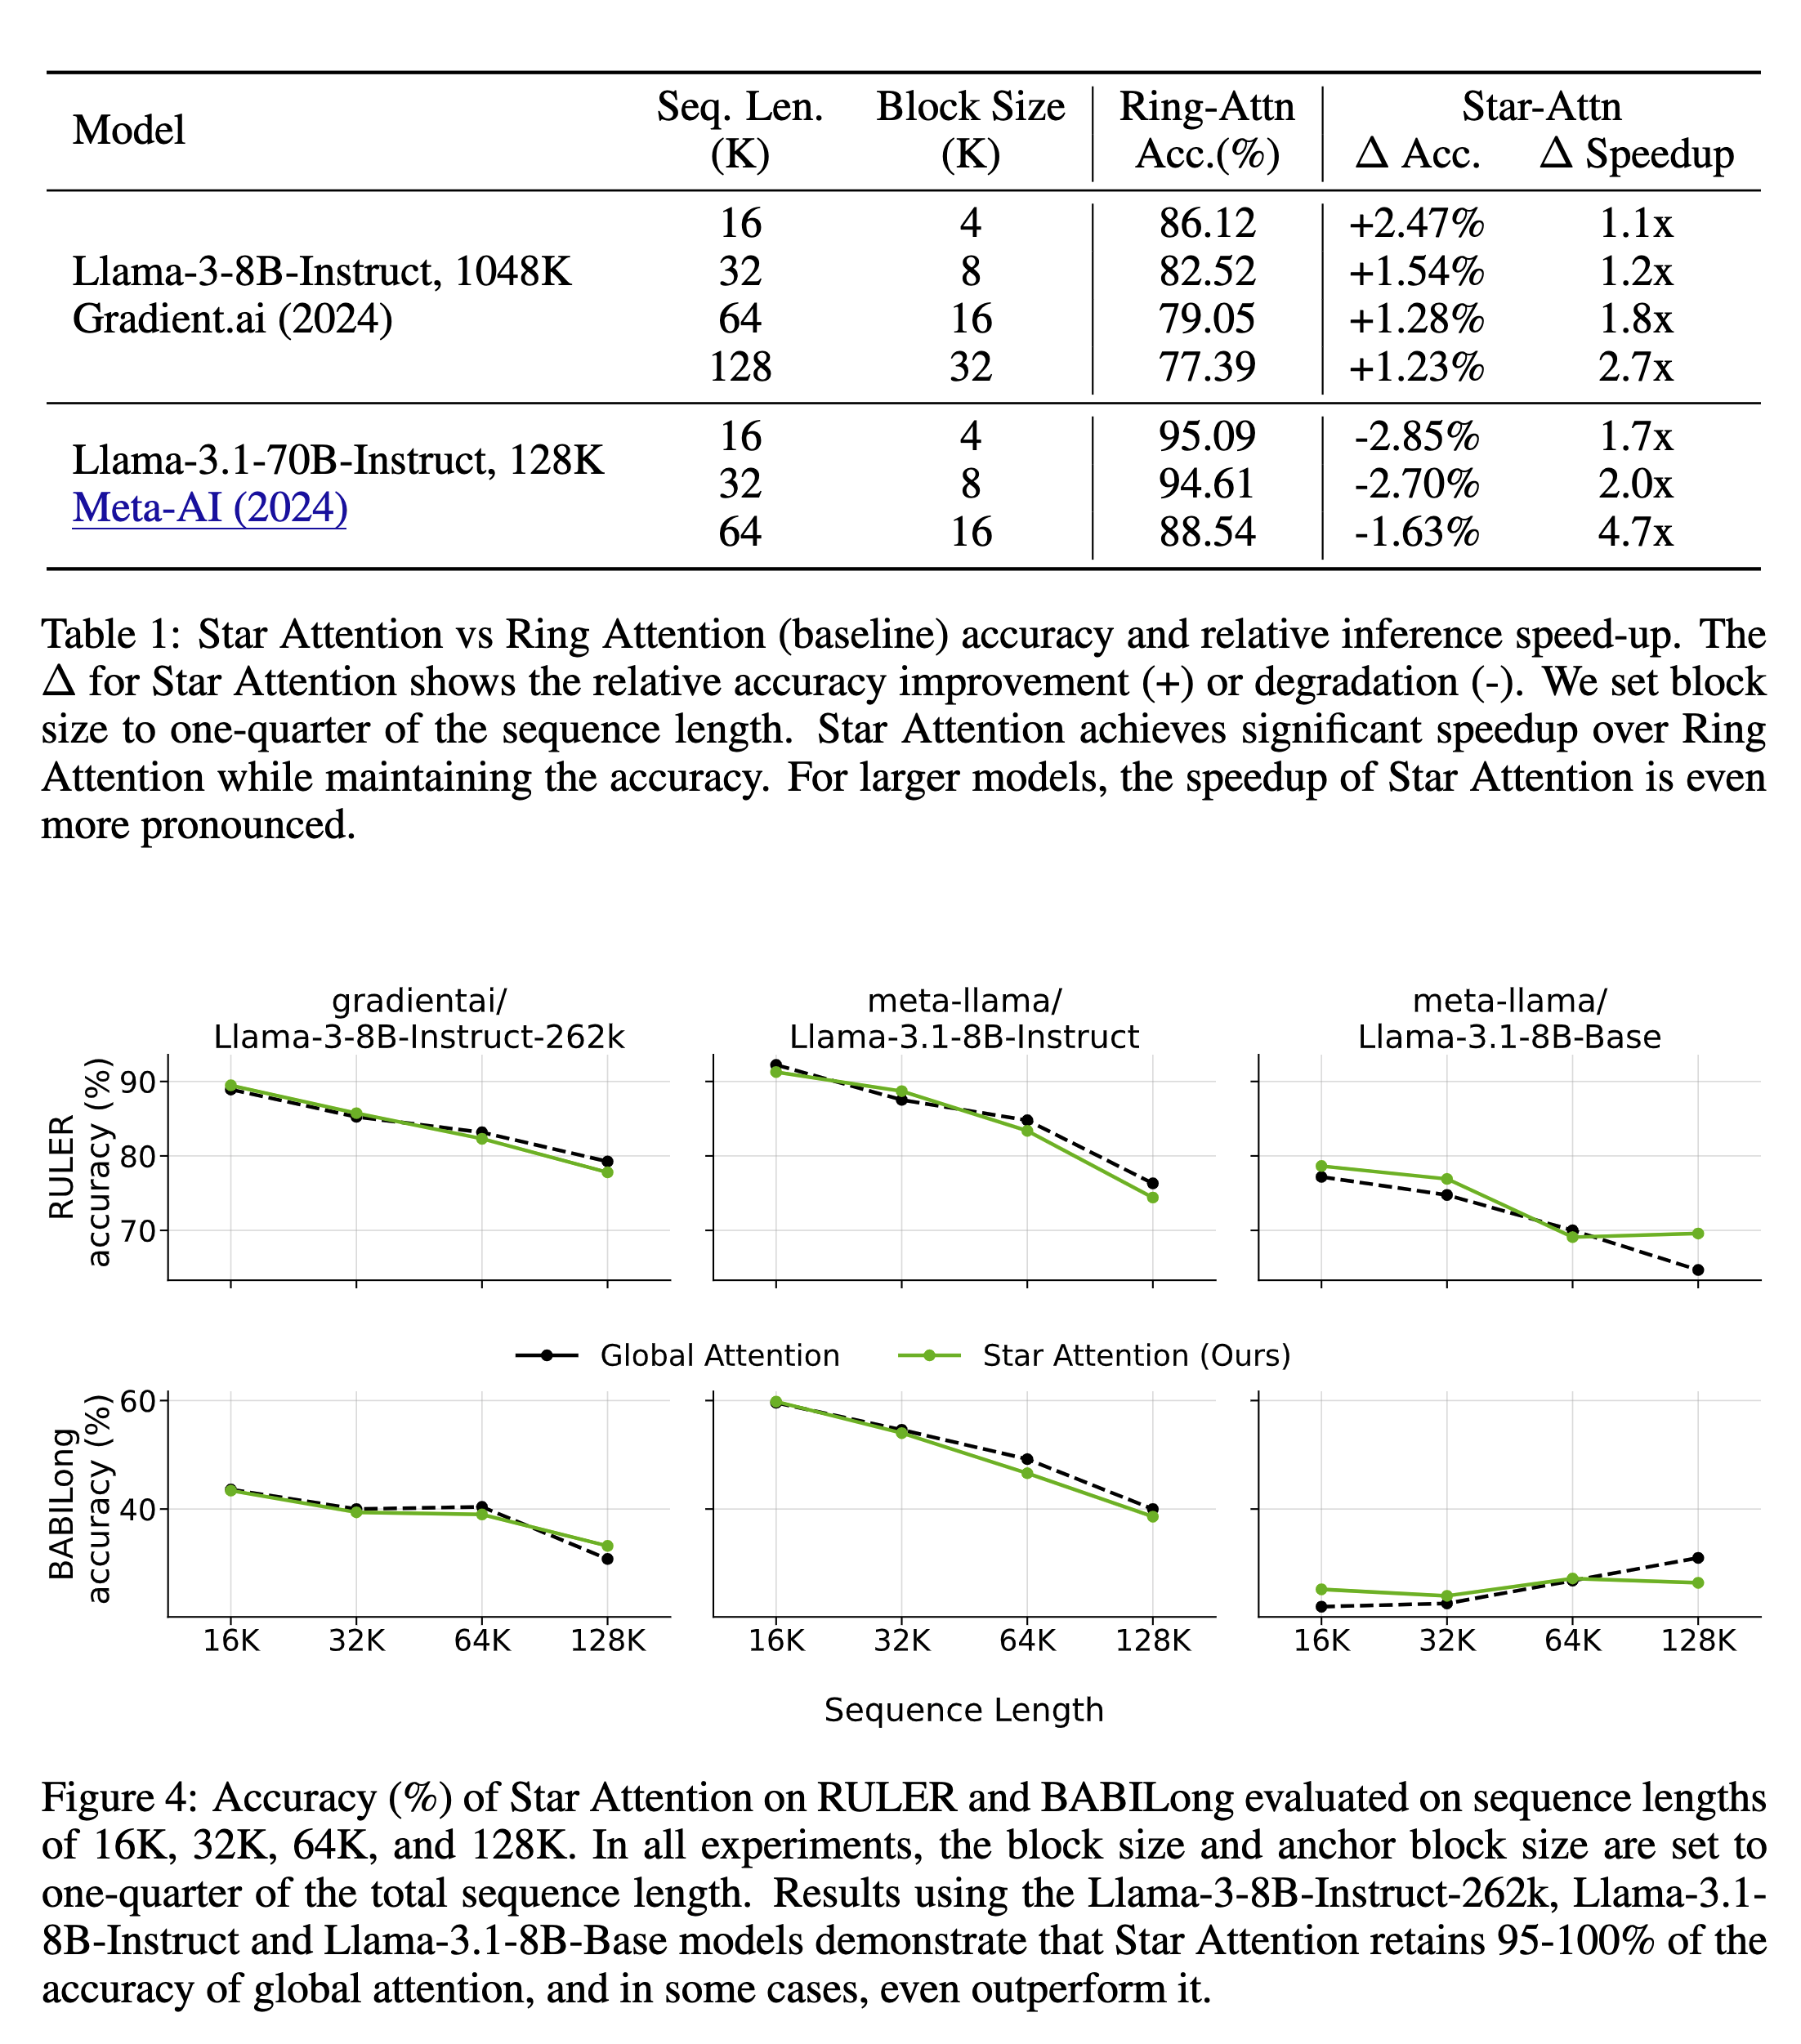 Model Seq. Len. (K) Block Size (K) Ring-Attn Acc.(%) Star-Attn Δ Acc. Δ Speedup
Llama-3-8B-Instruct, 1048K
Gradient.ai (2024)
16 4 86.12 +2.47% 1.1x
32 8 82.52 +1.54% 1.2x
64 16 79.05 +1.28% 1.8x
128 32 77.39 +1.23% 2.7x
Llama-3.1-70B-Instruct, 128K
Meta-AI (2024)
16 4 95.09 -2.85% 1.7x
32 8 94.61 -2.70% 2.0x
64 16 88.54 -1.63% 4.7x
Table 1: Star Attention vs Ring Attention (baseline) accuracy and relative inference speed-up. The
Δ for Star Attention shows the relative accuracy improvement (+) or degradation (-). We set block
size to one-quarter of the sequence length. Star Attention achieves significant speedup over Ring
Attention while maintaining the accuracy. For larger models, the speedup of Star Attention is even
more pronounced.
gradientai/
Llama-3-8B-Instruct-262k
meta-llama/
Llama-3.1-8B-Instruct
meta-llama/
Llama-3.1-8B-Base
RULER
accuracy (%)
90
80
70
Global Attention
Star Attention (Ours)
BABILong
accuracy (%)
60
40
16K 32K 64K 128K
16K 32K 64K 128K
16K 32K 64K 128K
Sequence Length
Figure 4: Accuracy (%) of Star Attention on RULER and BABILong evaluated on sequence lengths
of 16K, 32K, 64K, and 128K. In all experiments, the block size and anchor block size are set to
one-quarter of the total sequence length. Results using the Llama-3-8B-Instruct-262k, Llama-3.1-
8B-Instruct and Llama-3.1-8B-Base models demonstrate that Star Attention retains 95-100% of the
accuracy of global attention, and in some cases, even outperform it.